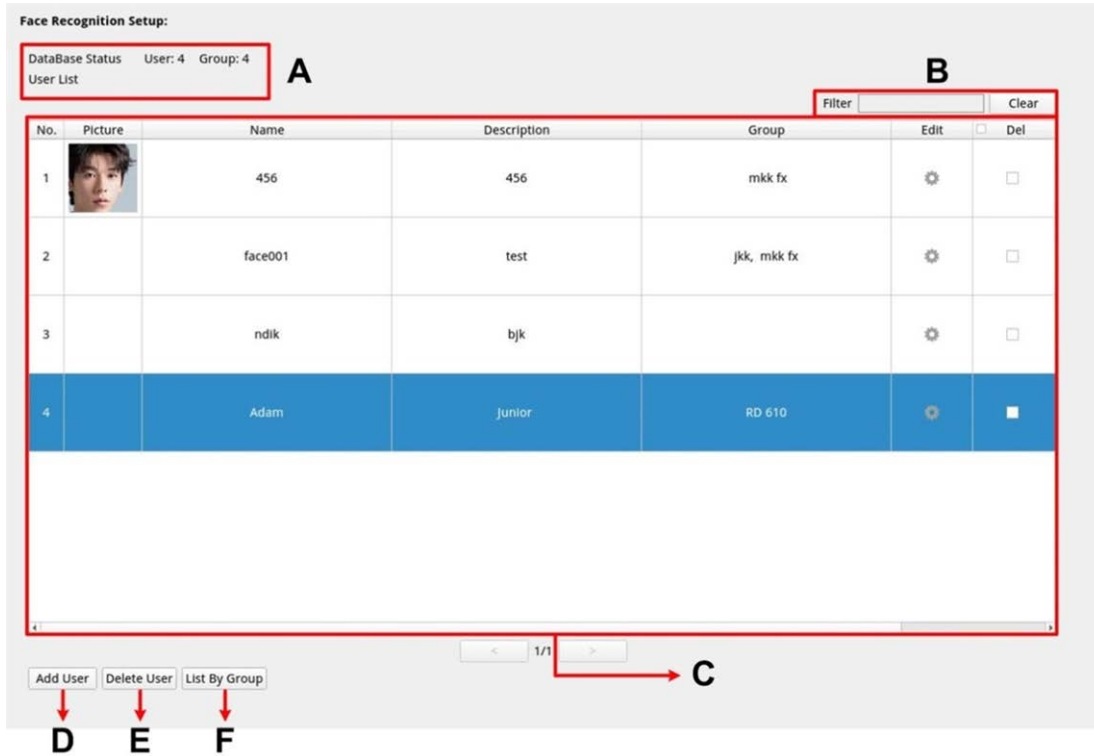 Face Recognition Setup:
DataBase Status User: 4 Group: 4
User List
A
B
Filter Clear
No. Picture Name Description Group Edit Del
1 456 456 mkk fx
2 face001 test jkk, mkk fx
3 ndik bjk
4 Adam Junior RD 610
< 1/1 >
C
Add User Delete User List By Group
D E F